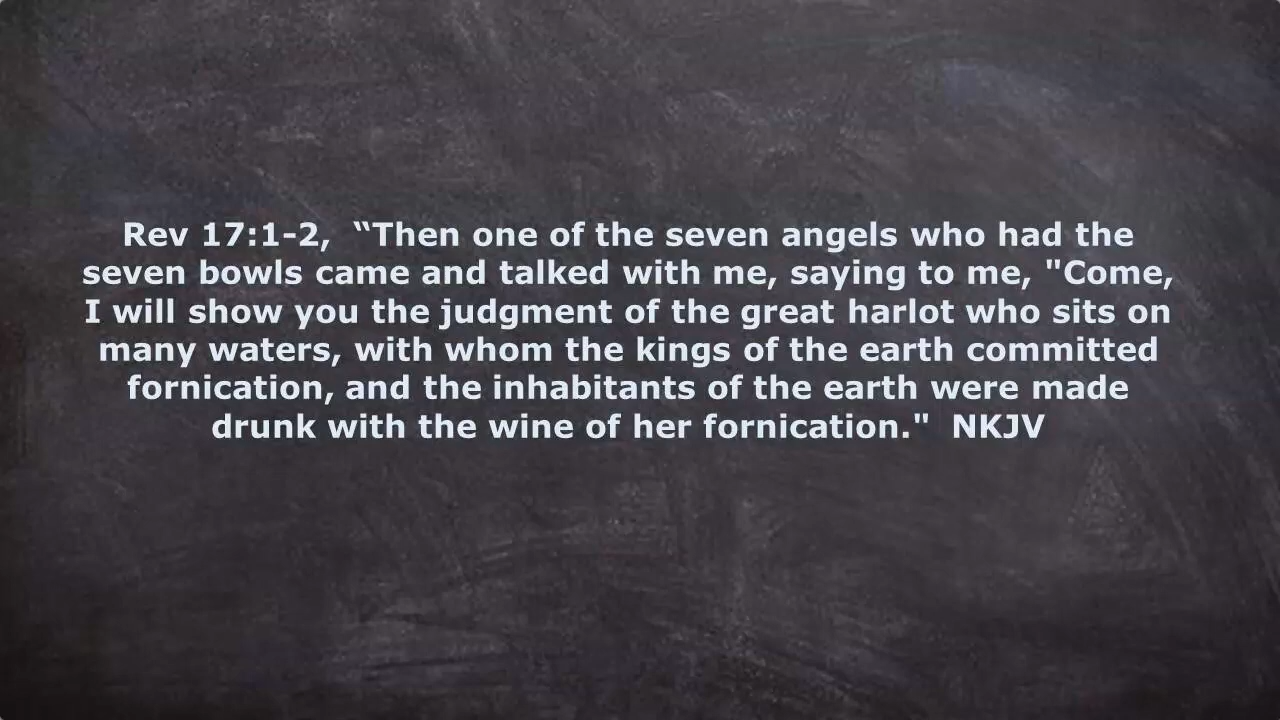 Rev 17:1-2,  “Then one of the seven angels who had the
seven bowls came and talked with me, saying to me, "Come,
I will show you the judgment of the great harlot who sits on
many waters, with whom the kings of the earth committed
fornication, and the inhabitants of the earth were made
drunk with the wine of her fornication."  NKJV